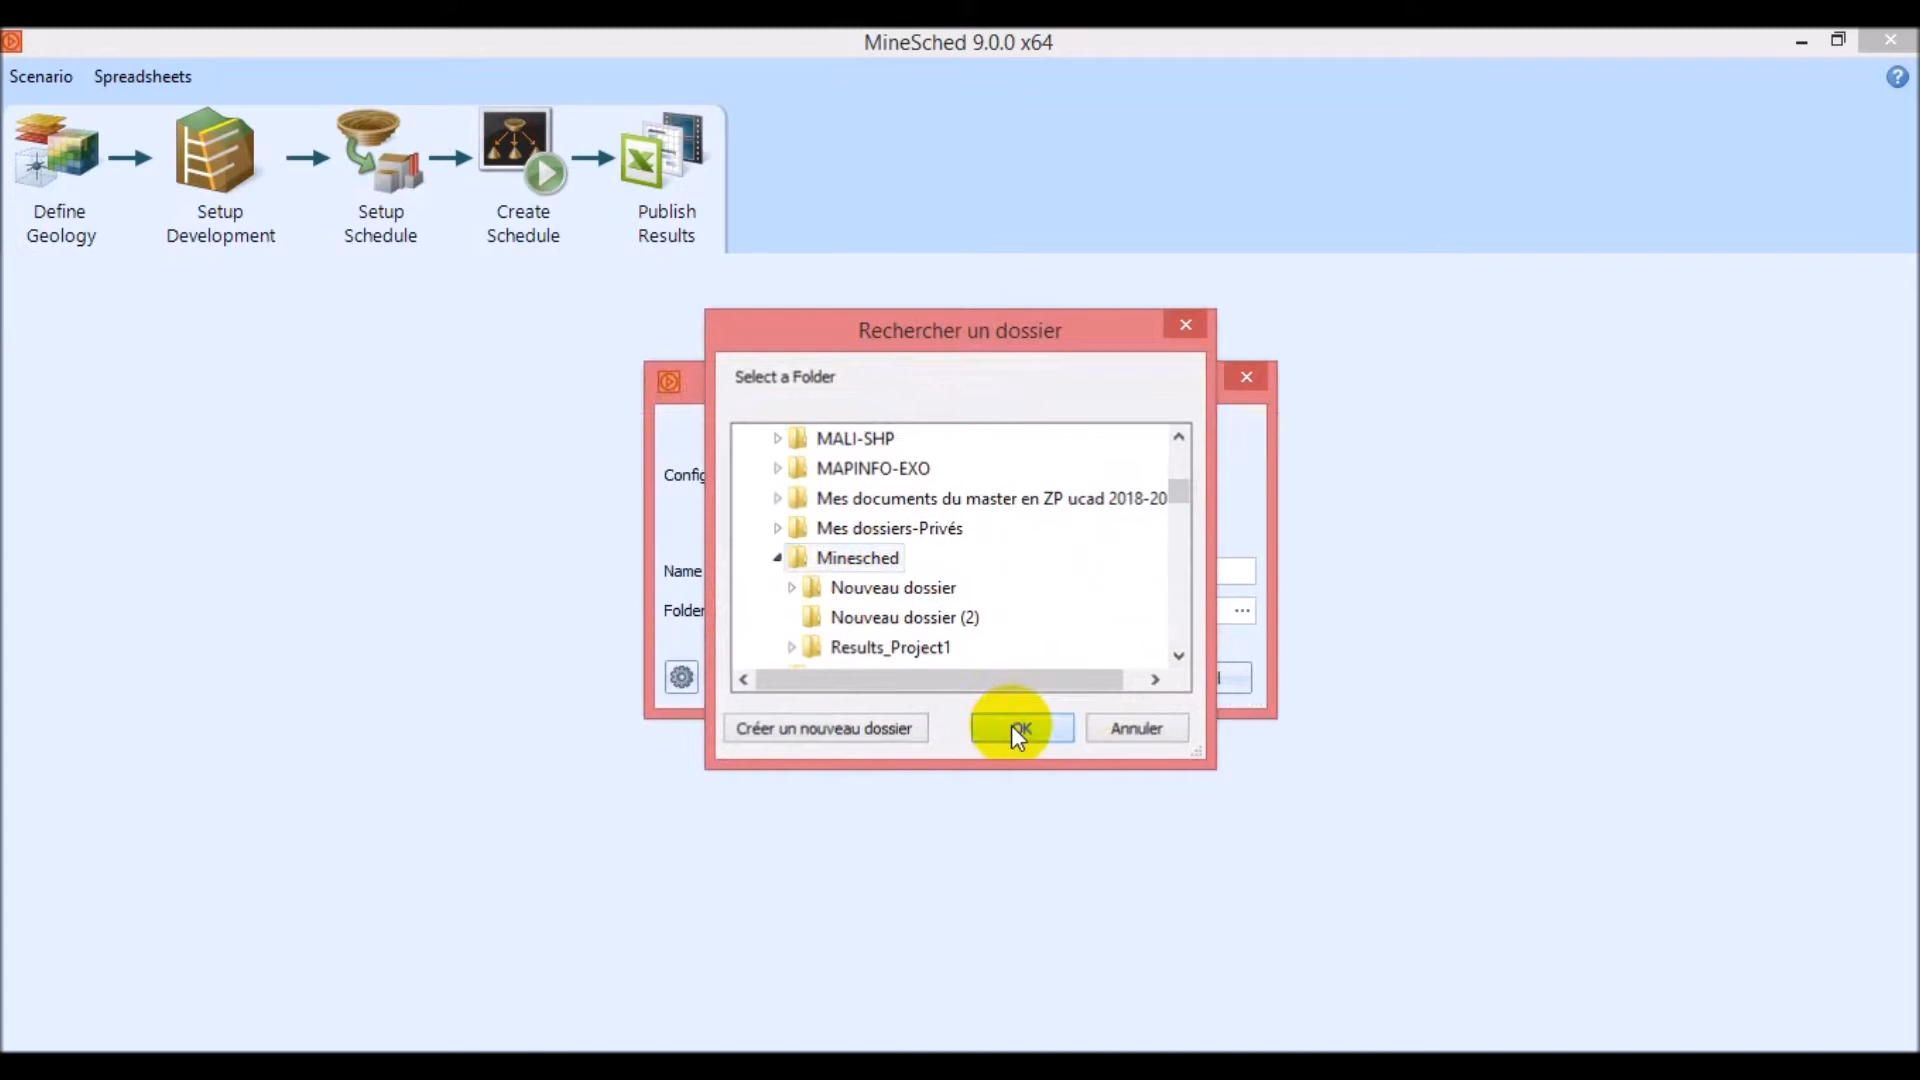 MineSched 9.0.0 x64
Scenario Spreadsheets
Define Geology
Setup Development
Setup Schedule
Create Schedule
Publish Results
Rechercher un dossier
Select a Folder
MALI-SHP
MAPINFO-EXO
Mes documents du master en ZP ucad 2018-20
Mes dossiers-Privés
Minesched
Nouveau dossier
Nouveau dossier (2)
Results_Project1
Config
Name
Folder
...
Créer un nouveau dossier
OK
Annuler